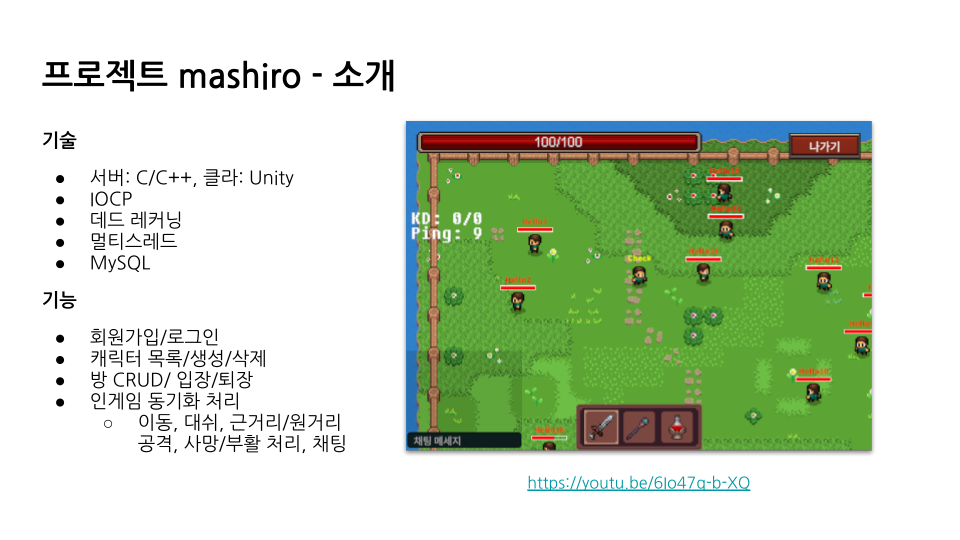 프로젝트 mashiro - 소개
기술
● 서버: C/C++, 클라: Unity
● IOCP
● 데드 레커닝
● 멀티스레드
● MySQL
기능
● 회원가입/로그인
● 캐릭터 목록/생성/삭제
● 방 CRUD/ 입장/퇴장
● 인게임 동기화 처리
○ 이동, 대쉬, 근거리/원거리
공격, 사망/부활 처리, 채팅
100/100
나가기
KD: 0/0
Ping: 9
Check
채팅 메세지
https://youtu.be/6Io47q-b-XQ